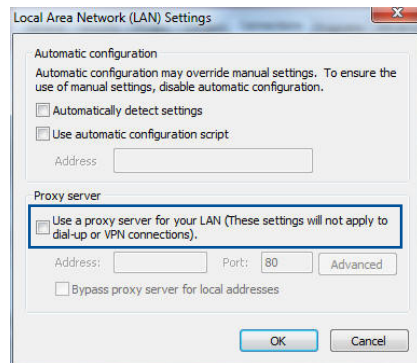 Local Area Network (LAN) Settings
Automatic configuration
Automatic configuration may override manual settings. To ensure the
use of manual settings, disable automatic configuration.
Automatically detect settings
Use automatic configuration script
Address
Proxy server
Use a proxy server for your LAN (These settings will not apply to
dial-up or VPN connections).
Address: Port: 80 Advanced
Bypass proxy server for local addresses
OK Cancel